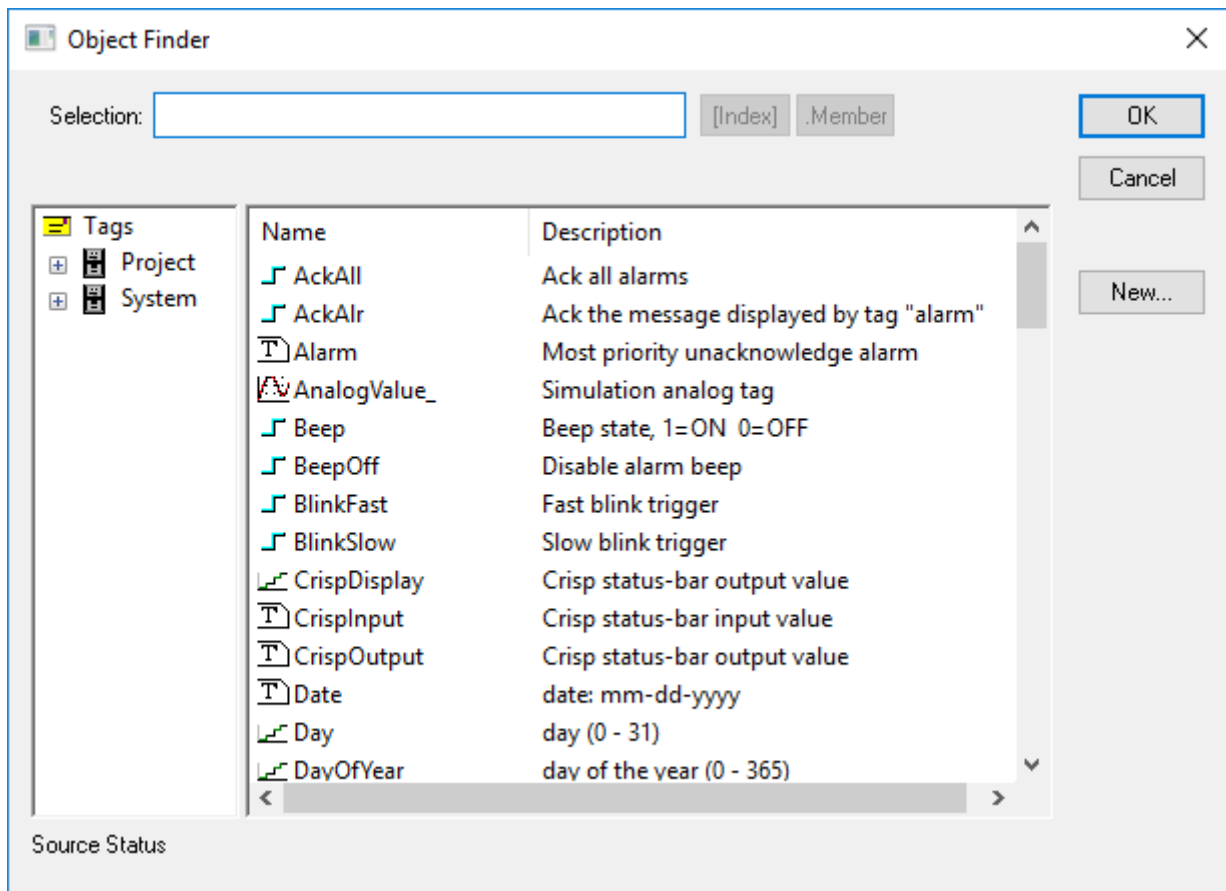 Object Finder
Selection: [Index] .Member OK
Cancel
Tags
Project
System
New...
Name Description
AckAll Ack all alarms
AckAlr Ack the message displayed by tag "alarm"
T Alarm Most priority unacknowledge alarm
AnalogValue_ Simulation analog tag
Beep Beep state, 1=ON 0=OFF
BeepOff Disable alarm beep
BlinkFast Fast blink trigger
BlinkSlow Slow blink trigger
CrispDisplay Crisp status-bar output value
T CrispInput Crisp status-bar input value
T CrispOutput Crisp status-bar output value
T Date date: mm-dd-yyyy
Day day (0 - 31)
DayOfYear day of the year (0 - 365)
Source Status